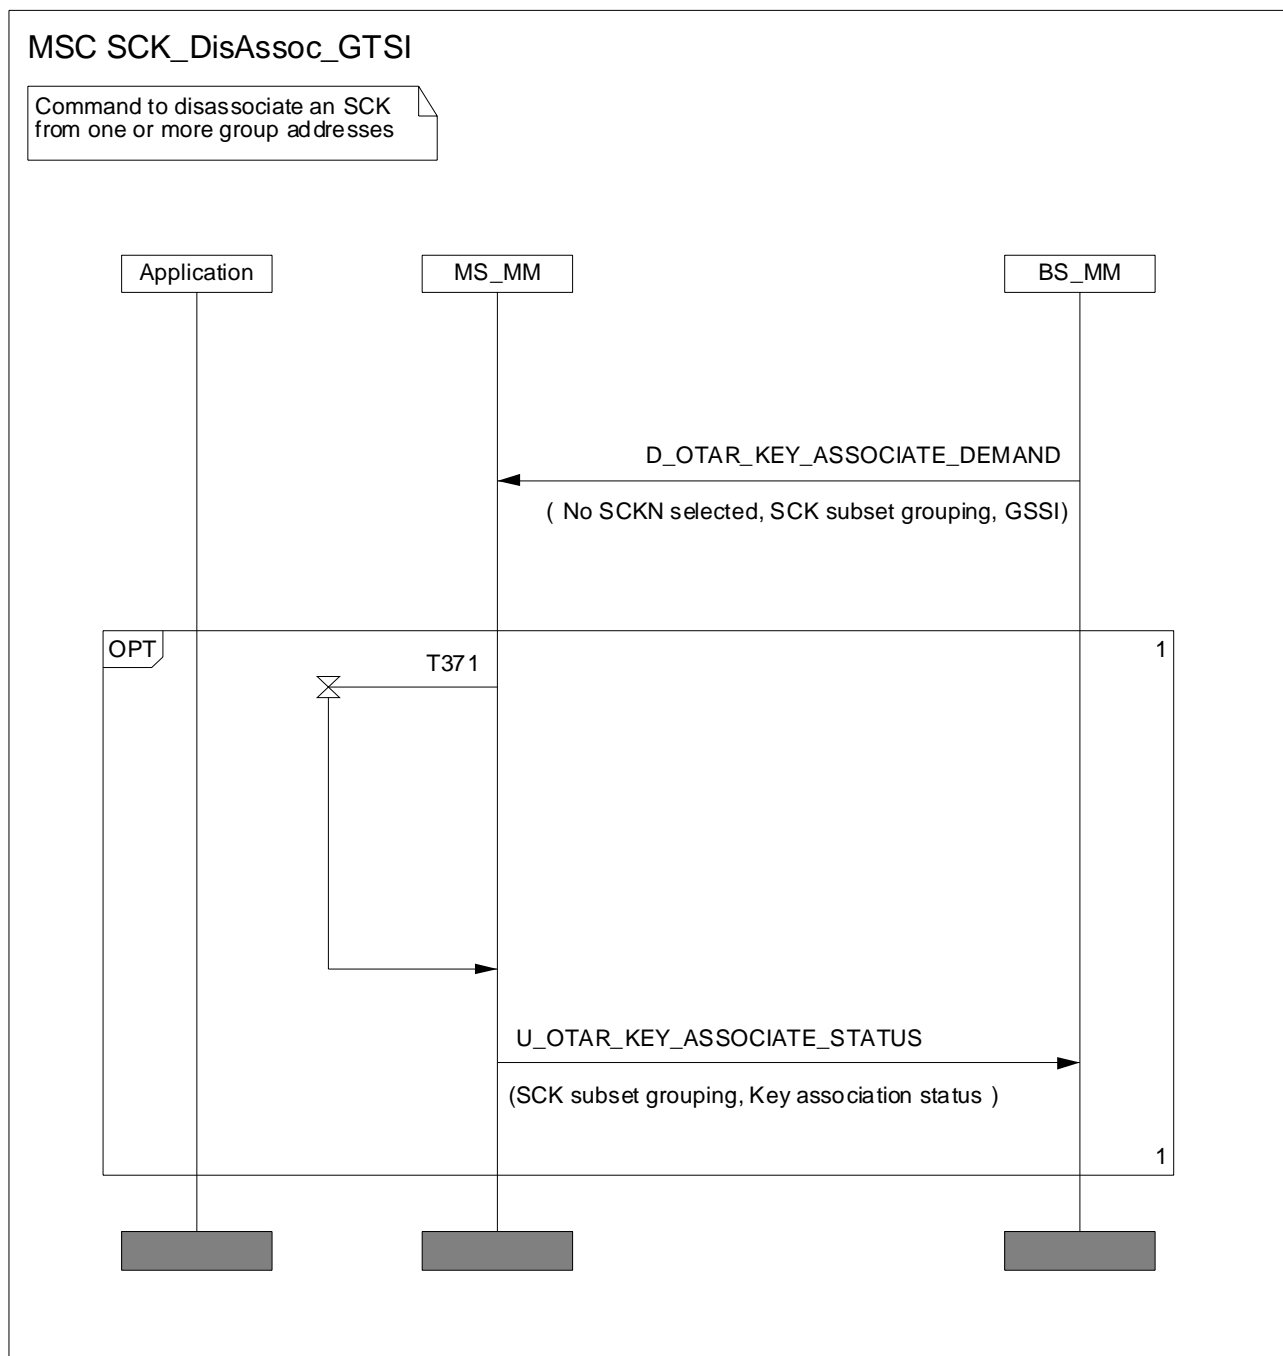 MSC SCK_DisAssoc_GTSI
Command to disassociate an SCK
from one or more group addresses
Application
MS_MM
BS_MM
D_OTAR_KEY_ASSOCIATE_DEMAND
( No SCKN selected, SCK subset grouping, GSSI)
OPT
1
T371
U_OTAR_KEY_ASSOCIATE_STATUS
(SCK subset grouping, Key association status )
1